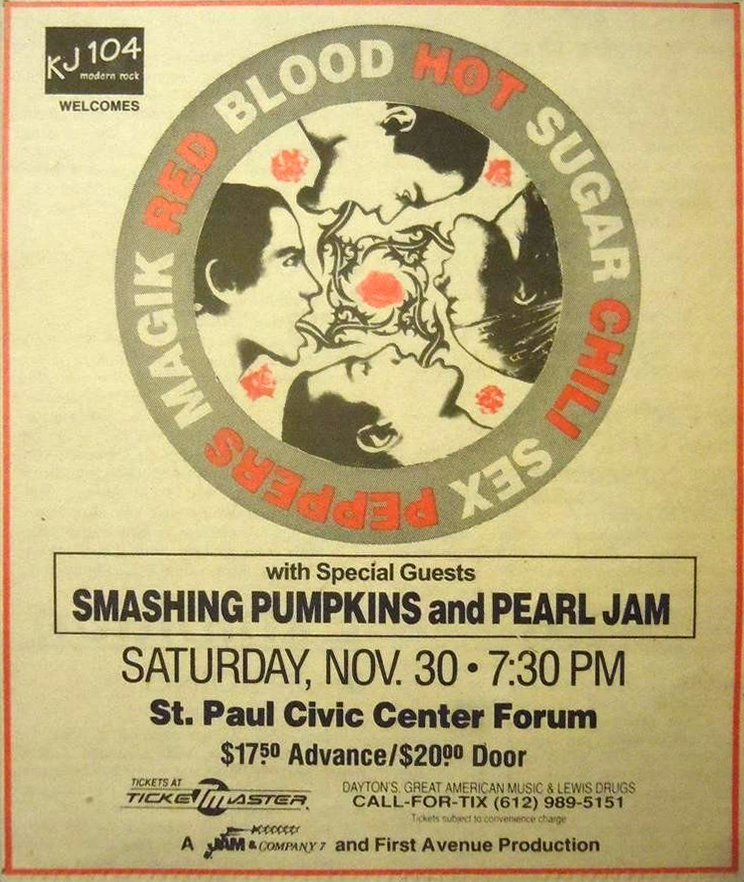 KJ 104
modern rock
WELCOMES
RED BLOOD HOT SUGAR CHILI SEX PEPPERS MAGIK
with Special Guests
SMASHING PUMPKINS and PEARL JAM
SATURDAY, NOV. 30 • 7:30 PM
St. Paul Civic Center Forum
$17.50 Advance/$20.00 Door
TICKETS AT
TICKETMASTER
DAYTON'S, GREAT AMERICAN MUSIC & LEWIS DRUGS
CALL-FOR-TIX (612) 989-5151
Tickets subject to convenience charge
A JAM & COMPANY 7 and First Avenue Production